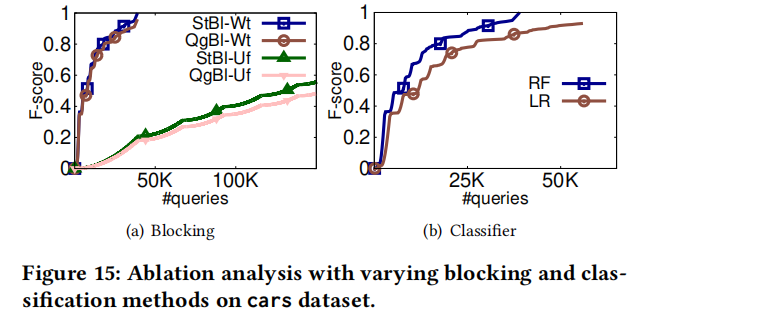 1
0.8
0.6
0.4
0.2
0
F-score
StBl-Wt
QgBl-Wt
StBl-Uf
QgBl-Uf
50K 100K
#queries
(a) Blocking
1
0.8
0.6
0.4
0.2
0
F-score
RF
LR
25K 50K
#queries
(b) Classifier
Figure 15: Ablation analysis with varying blocking and clas-
sification methods on cars dataset.